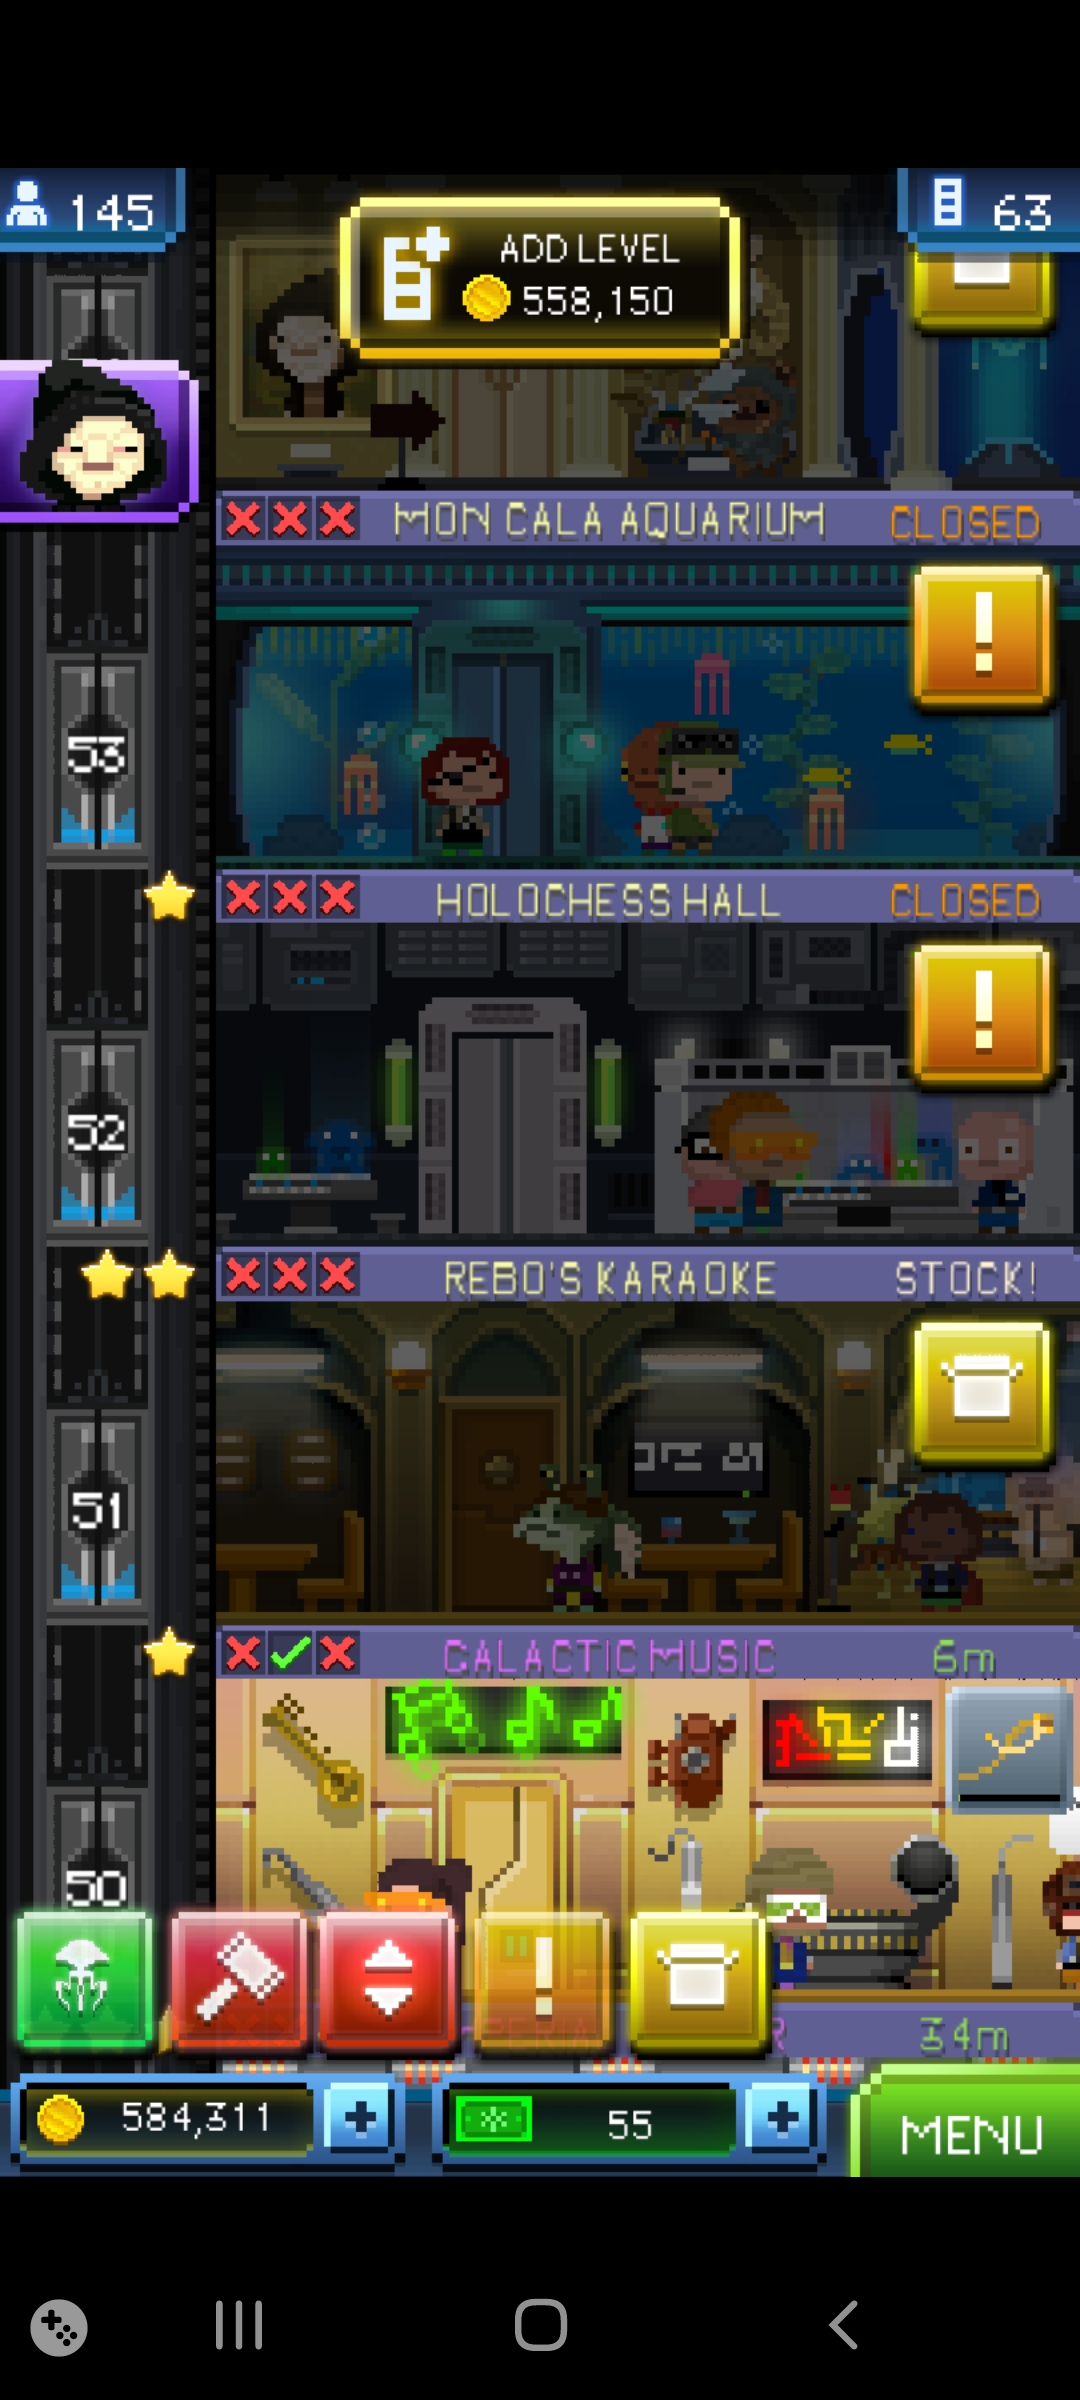 145
ADD LEVEL
558,150
63
MON CALA AQUARIUM CLOSED
!
53
HOLOCHESS HALL CLOSED
!
52
REBO'S KARAOKE STOCK!
51
GALACTIC MUSIC 6m
50
!
34m
584,311 + 55 + MENU